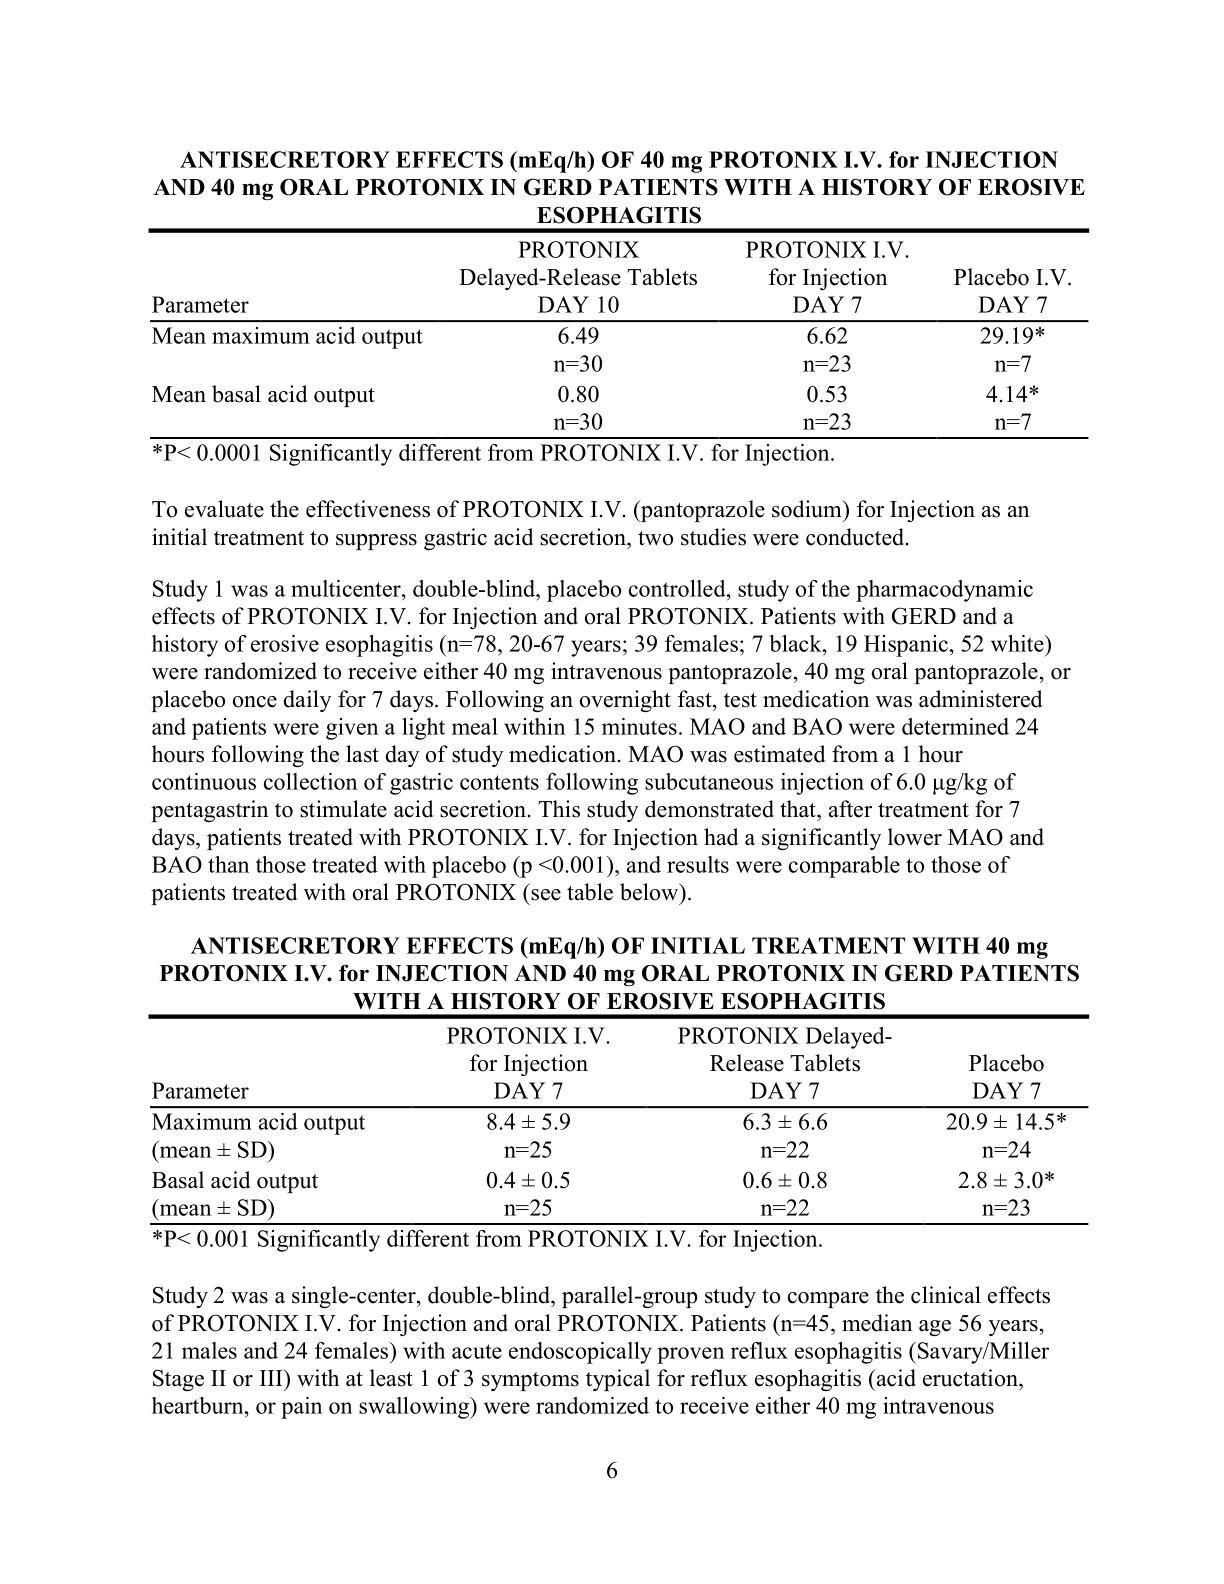 ANTISECRETORY EFFECTS (mEq/h) OF 40 mg PROTONIX I.V. for INJECTION
AND 40 mg ORAL PROTONIX IN GERD PATIENTS WITH A HISTORY OF EROSIVE
ESOPHAGITIS
PROTONIX PROTONIX I.V.
Delayed-Release Tablets for Injection Placebo I.V.
Parameter DAY 10 DAY 7 DAY 7
Mean maximum acid output 6.49 6.62 29.19*
n=30 n=23 n=7
Mean basal acid output 0.80 0.53 4.14*
n=30 n=23 n=7
*P< 0.0001 Significantly different from PROTONIX I.V. for Injection.
To evaluate the effectiveness of PROTONIX I.V. (pantoprazole sodium) for Injection as an
initial treatment to suppress gastric acid secretion, two studies were conducted.
Study 1 was a multicenter, double-blind, placebo controlled, study of the pharmacodynamic
effects of PROTONIX I.V. for Injection and oral PROTONIX. Patients with GERD and a
history of erosive esophagitis (n=78, 20-67 years; 39 females; 7 black, 19 Hispanic, 52 white)
were randomized to receive either 40 mg intravenous pantoprazole, 40 mg oral pantoprazole, or
placebo once daily for 7 days. Following an overnight fast, test medication was administered
and patients were given a light meal within 15 minutes. MAO and BAO were determined 24
hours following the last day of study medication. MAO was estimated from a 1 hour
continuous collection of gastric contents following subcutaneous injection of 6.0 μg/kg of
pentagastrin to stimulate acid secretion. This study demonstrated that, after treatment for 7
days, patients treated with PROTONIX I.V. for Injection had a significantly lower MAO and
BAO than those treated with placebo (p <0.001), and results were comparable to those of
patients treated with oral PROTONIX (see table below).
ANTISECRETORY EFFECTS (mEq/h) OF INITIAL TREATMENT WITH 40 mg
PROTONIX I.V. for INJECTION AND 40 mg ORAL PROTONIX IN GERD PATIENTS
WITH A HISTORY OF EROSIVE ESOPHAGITIS
PROTONIX I.V. PROTONIX Delayed-
for Injection Release Tablets Placebo
Parameter DAY 7 DAY 7 DAY 7
Maximum acid output 8.4 ± 5.9 6.3 ± 6.6 20.9 ± 14.5*
(mean ± SD) n=25 n=22 n=24
Basal acid output 0.4 ± 0.5 0.6 ± 0.8 2.8 ± 3.0*
(mean ± SD) n=25 n=22 n=23
*P< 0.001 Significantly different from PROTONIX I.V. for Injection.
Study 2 was a single-center, double-blind, parallel-group study to compare the clinical effects
of PROTONIX I.V. for Injection and oral PROTONIX. Patients (n=45, median age 56 years,
21 males and 24 females) with acute endoscopically proven reflux esophagitis (Savary/Miller
Stage II or III) with at least 1 of 3 symptoms typical for reflux esophagitis (acid eructation,
heartburn, or pain on swallowing) were randomized to receive either 40 mg intravenous
6